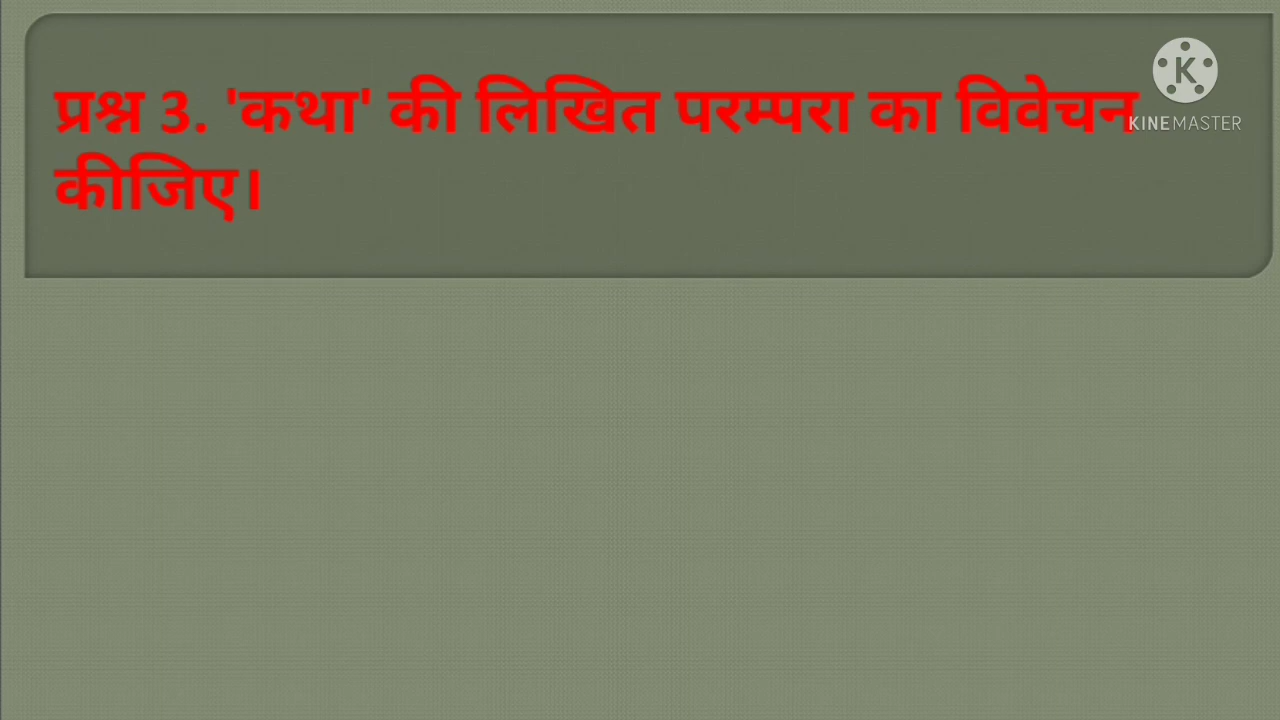 प्रश्न 3. 'कथा' की लिखित परम्परा का विवेचन
कीजिए।
KINEMASTER